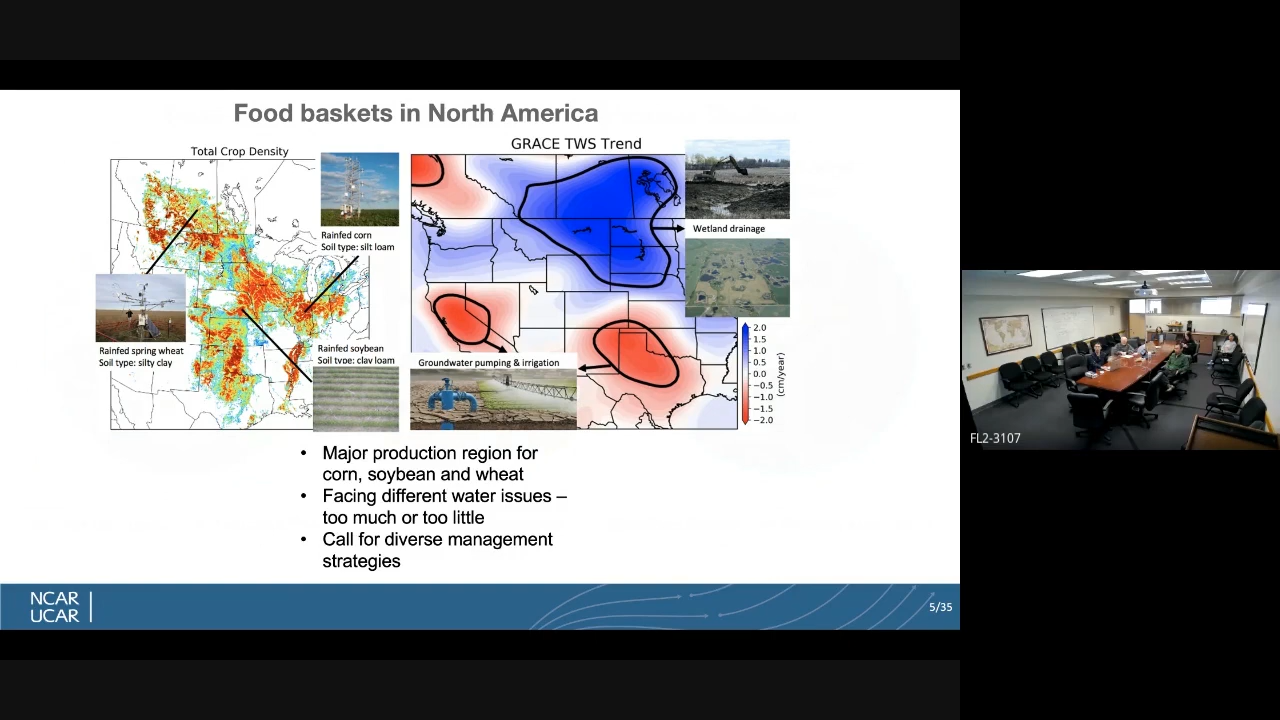 Food baskets in North America
Total Crop Density
Rainfed corn
Soil type: silt loam
Rainfed spring wheat
Soil type: silty clay
Rainfed soybean
Soil type: clay loam
GRACE TWS Trend
Wetland drainage
Groundwater pumping & irrigation
2.0
1.5
1.0
0.5
0.0
−0.5
−1.0
−1.5
−2.0
(cm/year)
• Major production region for
corn, soybean and wheat
• Facing different water issues –
too much or too little
• Call for diverse management
strategies
NCAR
UCAR
5/35
FL2-3107